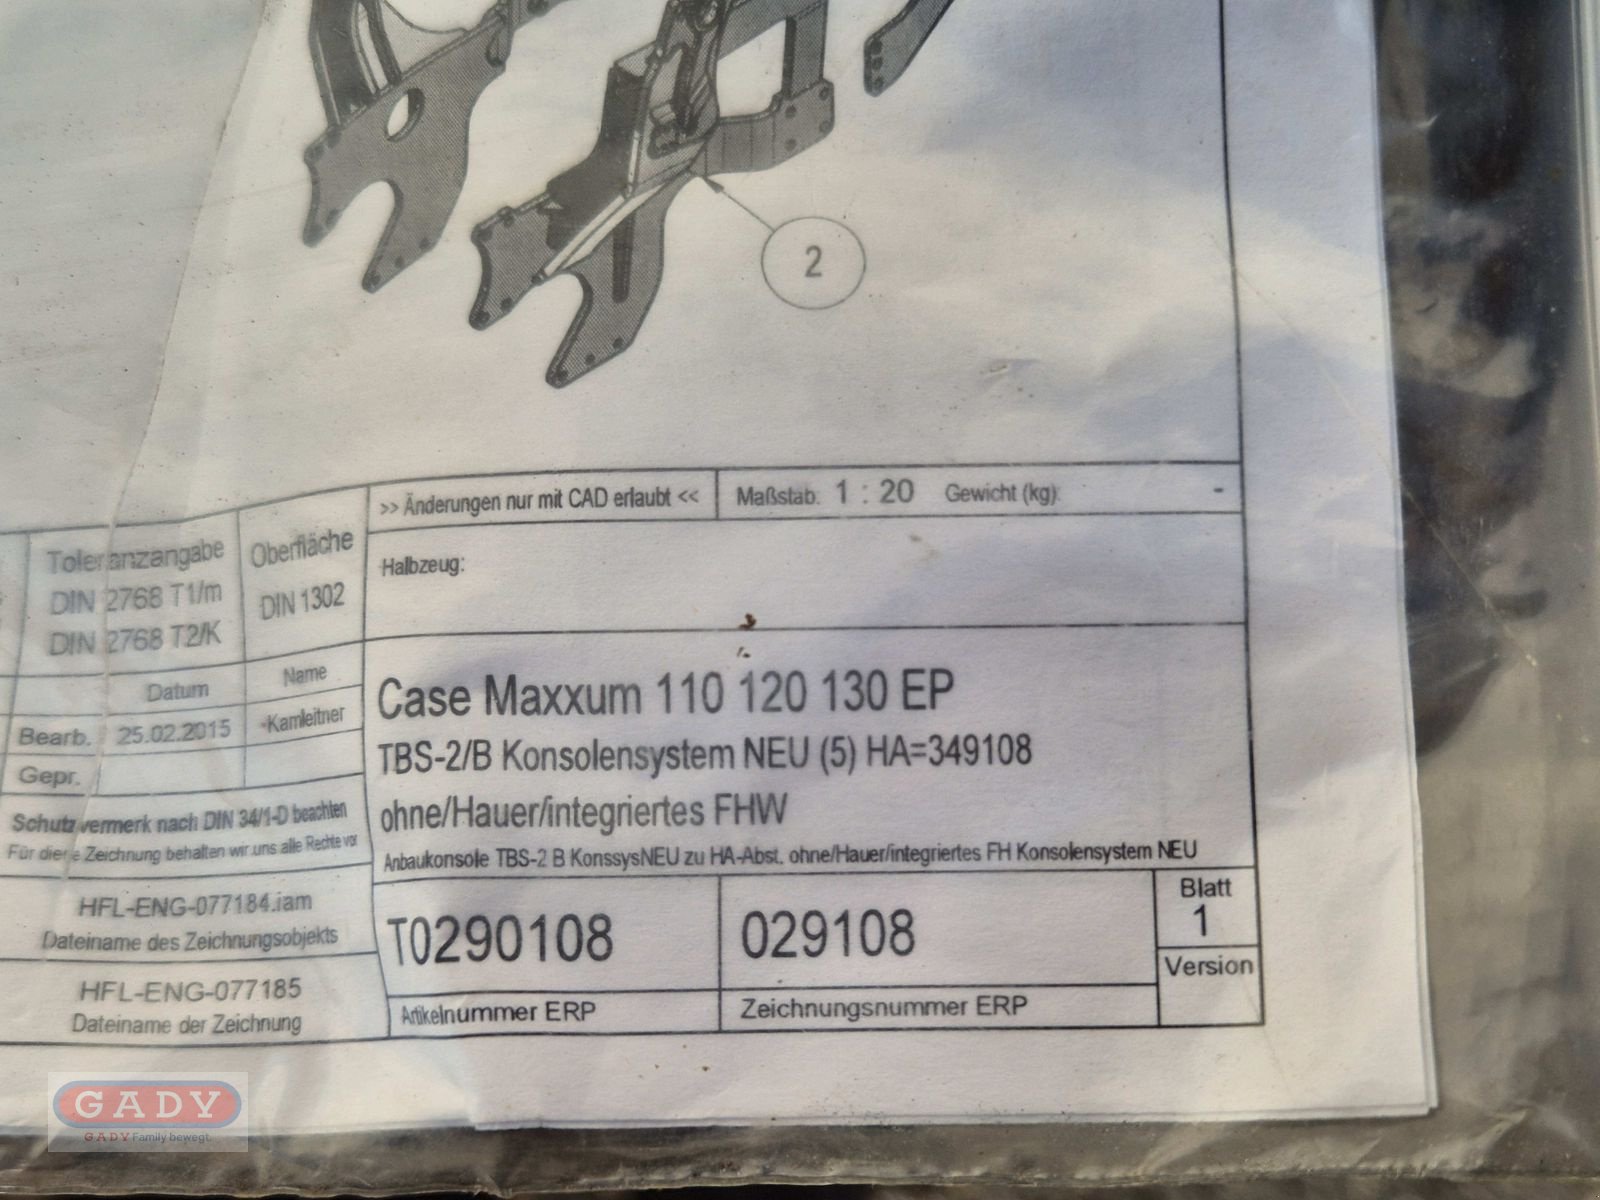 2
>> Änderungen nur mit CAD erlaubt <<
Maßstab: 1 : 20 Gewicht (kg): -
Toleranzangabe
DIN 2768 T1/m
DIN 2768 T2/K
Oberfläche
DIN 1302
Halbzeug:
Datum Name
Bearb. 25.02.2015 Kamleitner
Gepr.
Schutzvermerk nach DIN 34/1-D beachten
Für diese Zeichnung behalten wir uns alle Rechte vor
Case Maxxum 110 120 130 EP
TBS-2/B Konsolensystem NEU (5) HA=349108
ohne/Hauer/integriertes FHW
Anbaukonsole TBS-2 B KonssysNEU zu HA-Abst. ohne/Hauer/integriertes FH Konsolensystem NEU
HFL-ENG-077184.iam
Dateiname des Zeichnungsobjekts
HFL-ENG-077185
Dateiname der Zeichnung
T0290108
Artikelnummer ERP
029108
Zeichnungsnummer ERP
Blatt
1
Version
GADY
GADY Family bewegt.